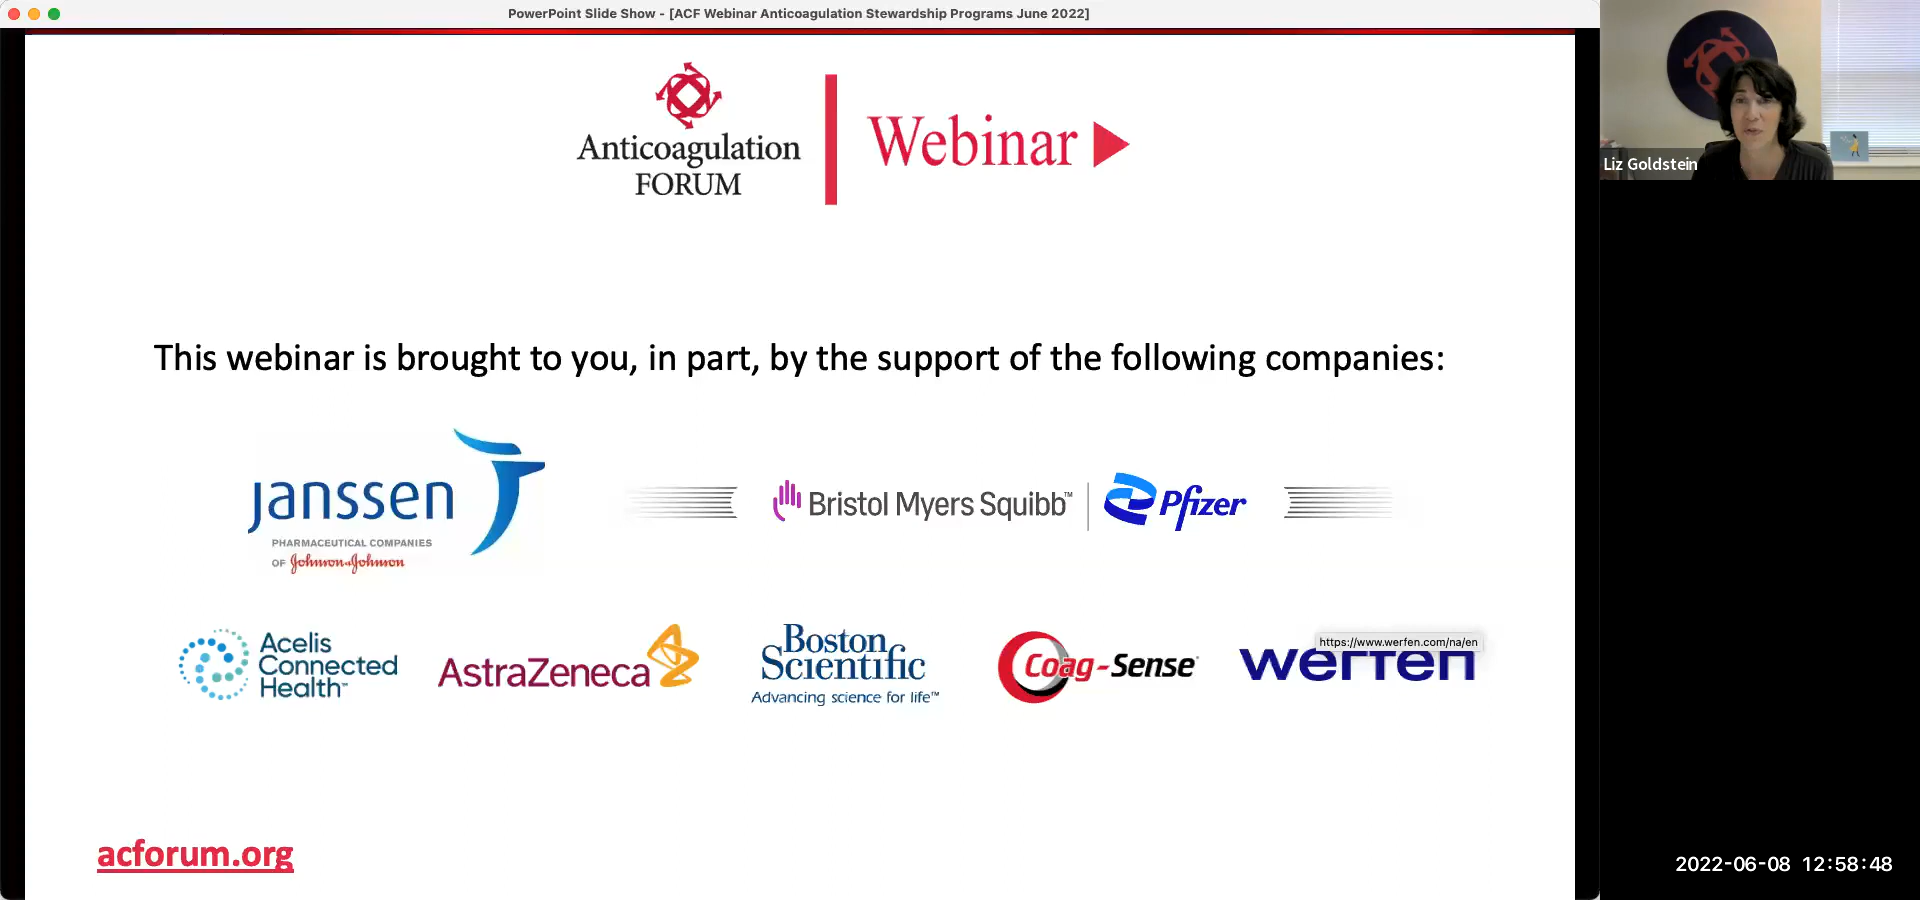 PowerPoint Slide Show - [ACF Webinar Anticoagulation Stewardship Programs June 2022]
Anticoagulation
FORUM
Webinar
Liz Goldstein
This webinar is brought to you, in part, by the support of the following companies:
janssen
PHARMACEUTICAL COMPANIES
OF Johnson & Johnson
Bristol Myers Squibb™
Pfizer
Acelis
Connected
Health™
AstraZeneca
Boston
Scientific
Advancing science for life™
Coag-Sense®
https://www.werfen.com/na/en
werfen
acforum.org
2022-06-08 12:58:48